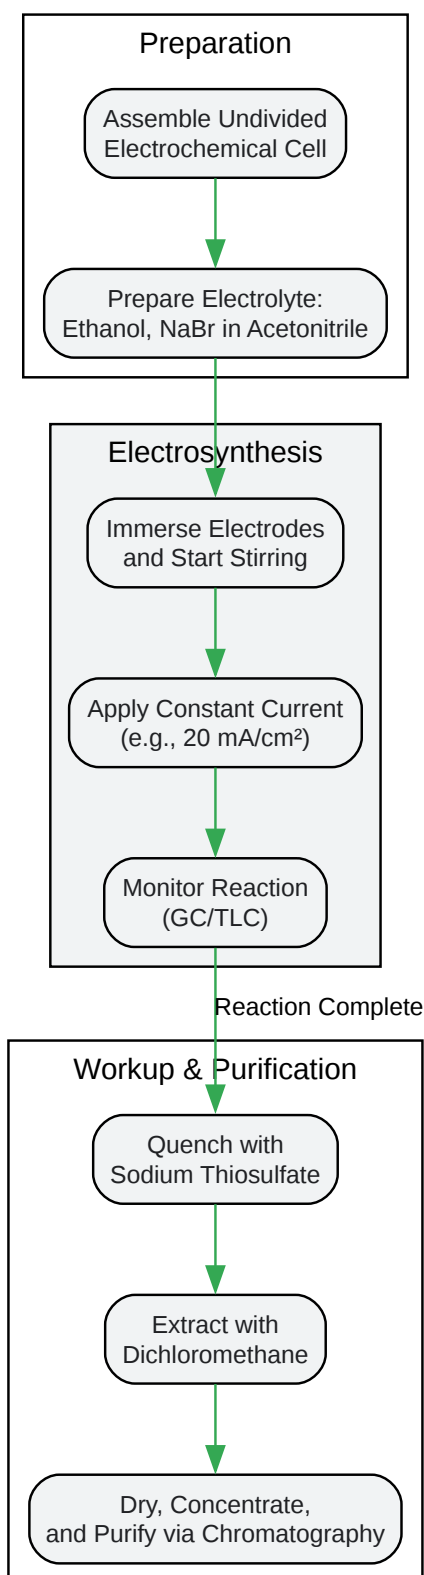 Preparation
Assemble Undivided
Electrochemical Cell
Prepare Electrolyte:
Ethanol, NaBr in Acetonitrile
Electrosynthesis
Immerse Electrodes
and Start Stirring
Apply Constant Current
(e.g., 20 mA/cm²)
Monitor Reaction
(GC/TLC)
Reaction Complete
Workup & Purification
Quench with
Sodium Thiosulfate
Extract with
Dichloromethane
Dry, Concentrate,
and Purify via Chromatography